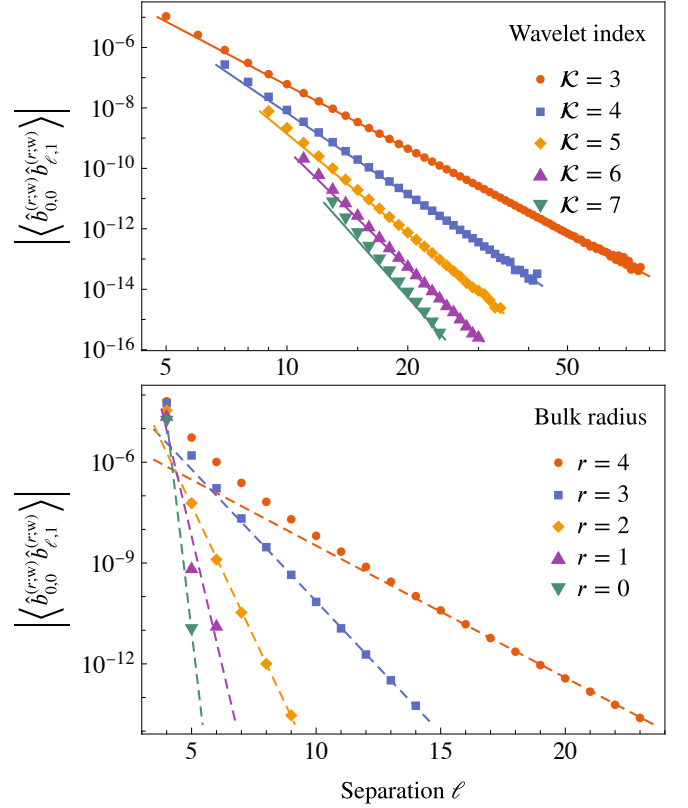 Wavelet index
𝒦 = 3
𝒦 = 4
𝒦 = 5
𝒦 = 6
𝒦 = 7
10⁻⁶
10⁻⁸
10⁻¹⁰
10⁻¹²
10⁻¹⁴
10⁻¹⁶
|⟨b̂₀,₀^(r;w) b̂_ℓ,₁^(r;w)⟩|
5 10 20 50
Bulk radius
r = 4
r = 3
r = 2
r = 1
r = 0
10⁻⁶
10⁻⁹
10⁻¹²
|⟨b̂₀,₀^(r;w) b̂_ℓ,₁^(r;w)⟩|
5 10 15 20
Separation ℓ